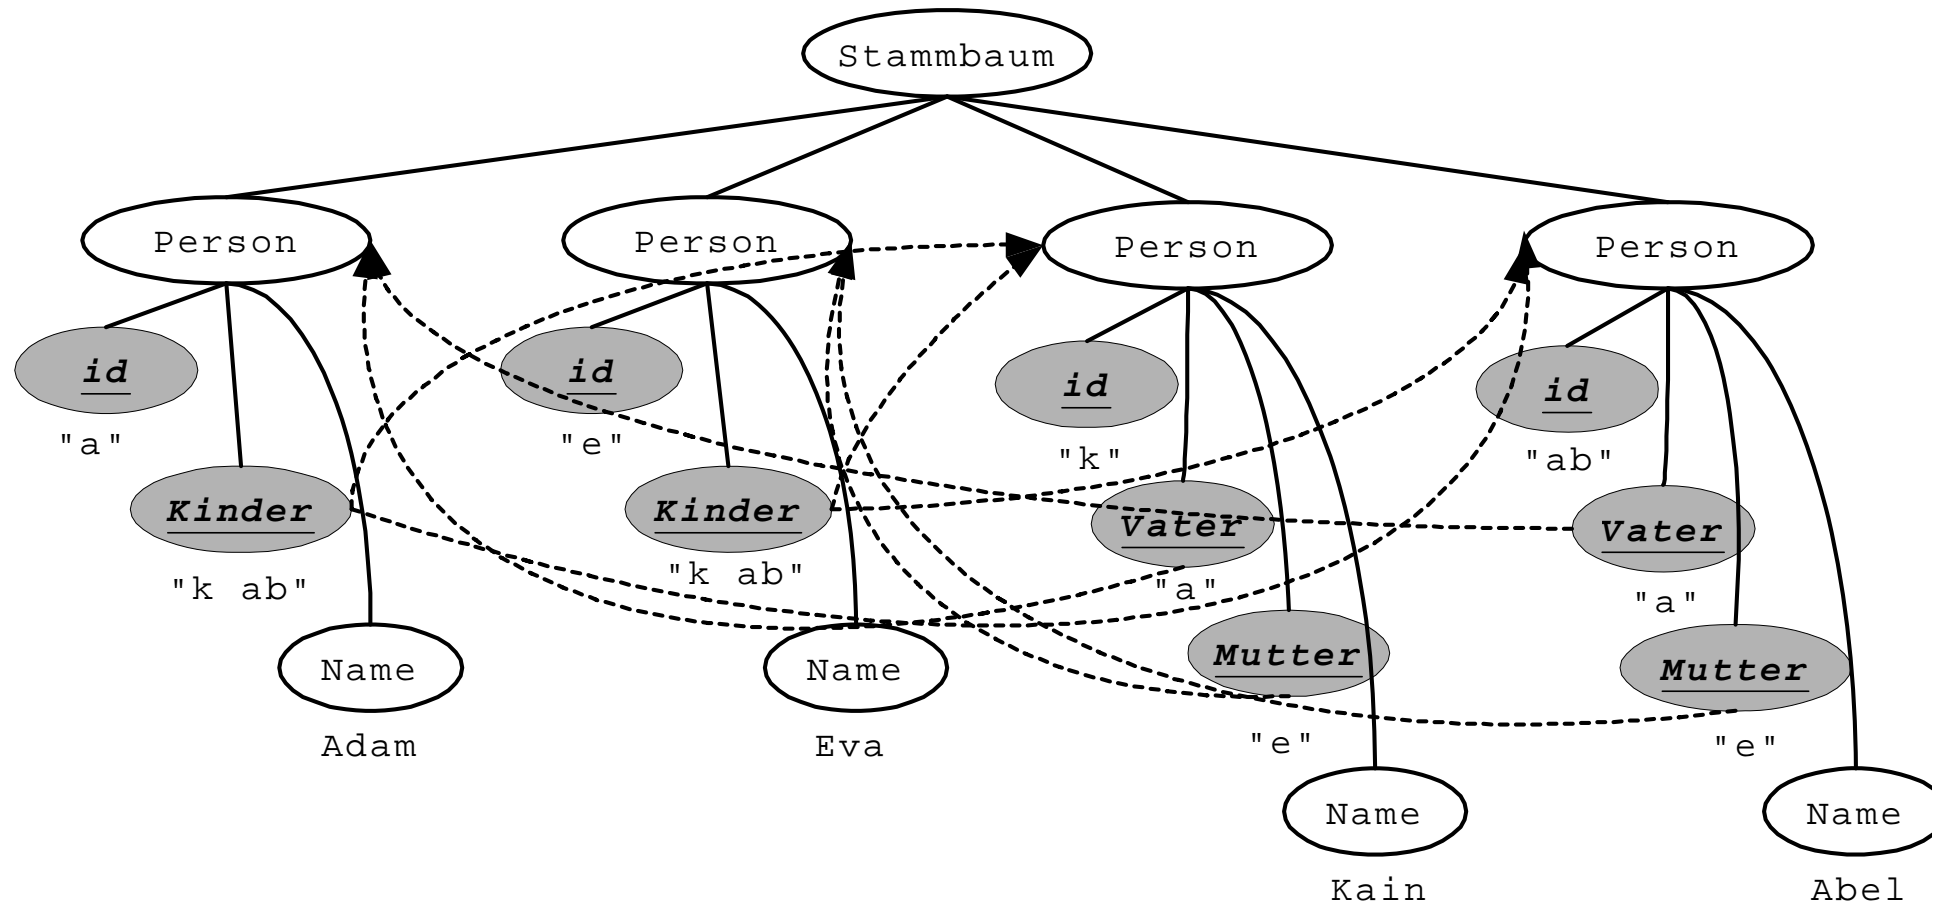 Stammbaum
Person
Person
Person
Person
id
id
id
id
"a"
"e"
"k"
"ab"
Kinder
Kinder
Vater
Vater
"k ab"
"k ab"
"a"
"a"
Name
Name
Mutter
Mutter
Adam
Eva
"e"
"e"
Name
Name
Kain
Abel